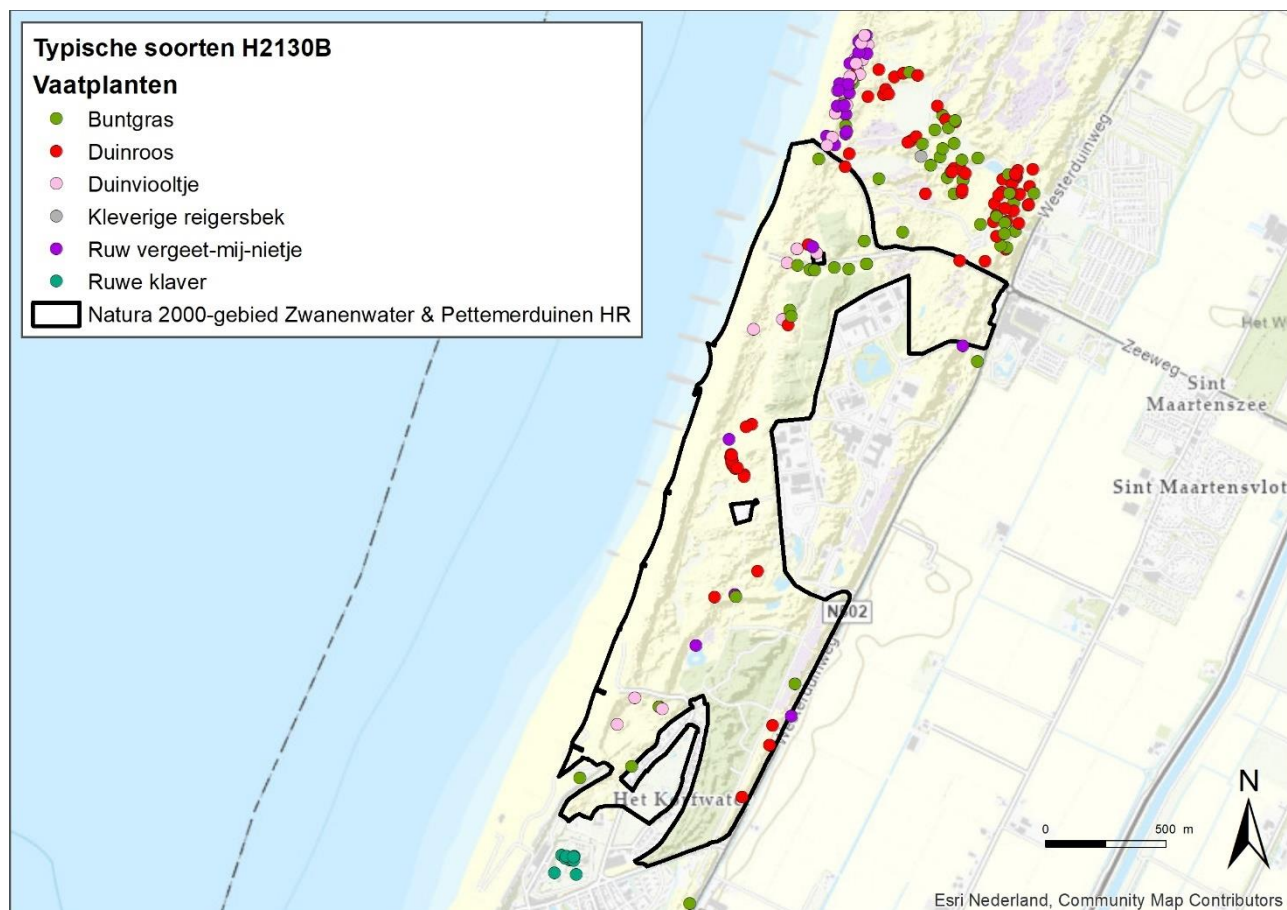 Typische soorten H2130B
Vaatplanten
Buntgras
Duinroos
Duinviooltje
Kleverige reigersbek
Ruw vergeet-mij-nietje
Ruwe klaver
Natura 2000-gebied Zwanenwater & Pettemerduinen HR
Westerduinweg
Het W
Zeeweg
Sint
Maartenszee
Sint Maartensvlot
N502
Westerduinweg
Het Korfwater
N
0 500 m
Esri Nederland, Community Map Contributors